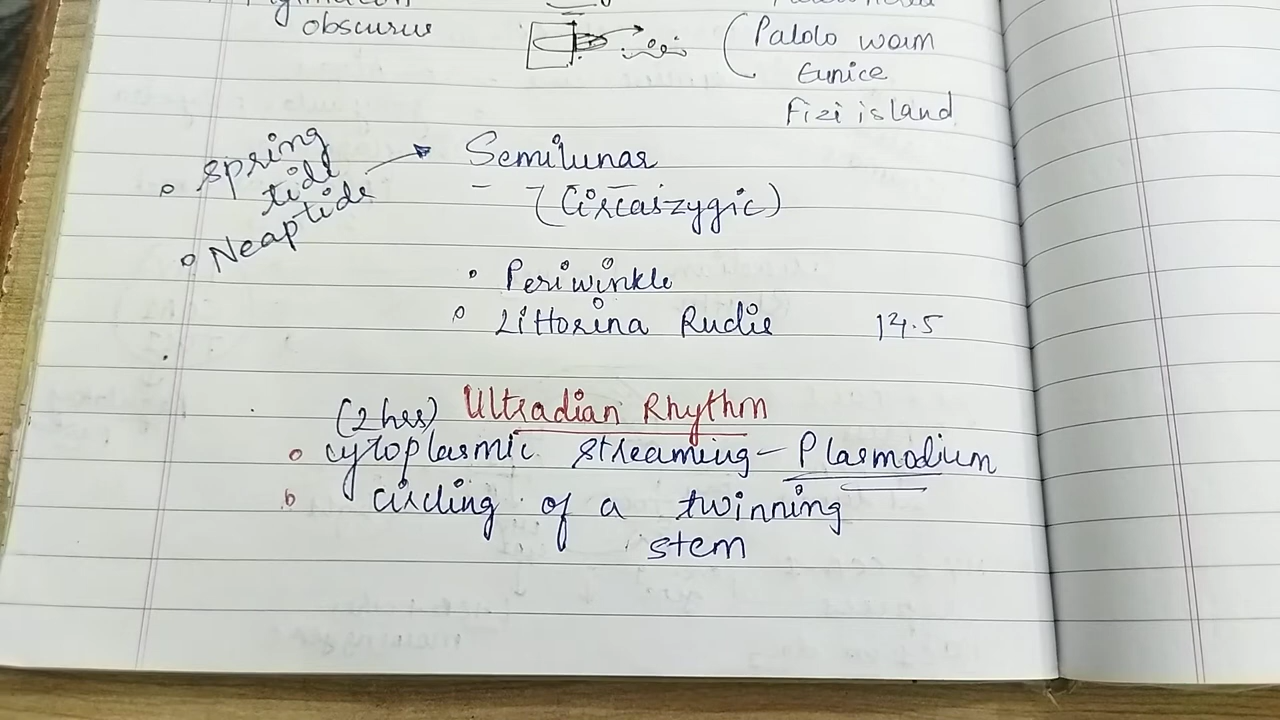 obscurus
Palolo worm
Eunice
Fizi island
spring
tide
Neaptide
Semilunar
(Circaszygic)
Periwinkle
Littorina Rudis 14.5
(2 hrs) Ultradian Rhythm
cytoplasmic streaming - Plasmodium
circling of a twinning
stem